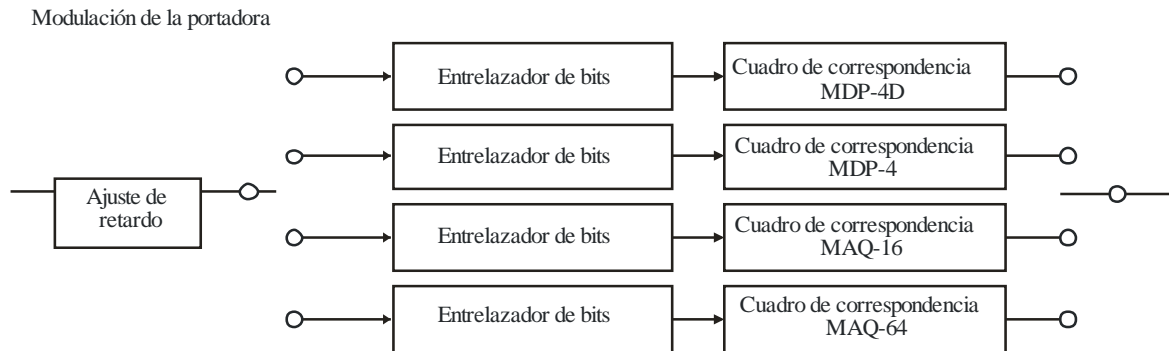 Modulación de la portadora
Entrelazador de bits
Cuadro de correspondencia
MDP-4D
Entrelazador de bits
Cuadro de correspondencia
MDP-4
Ajuste de
retardo
Entrelazador de bits
Cuadro de correspondencia
MAQ-16
Entrelazador de bits
Cuadro de correspondencia
MAQ-64